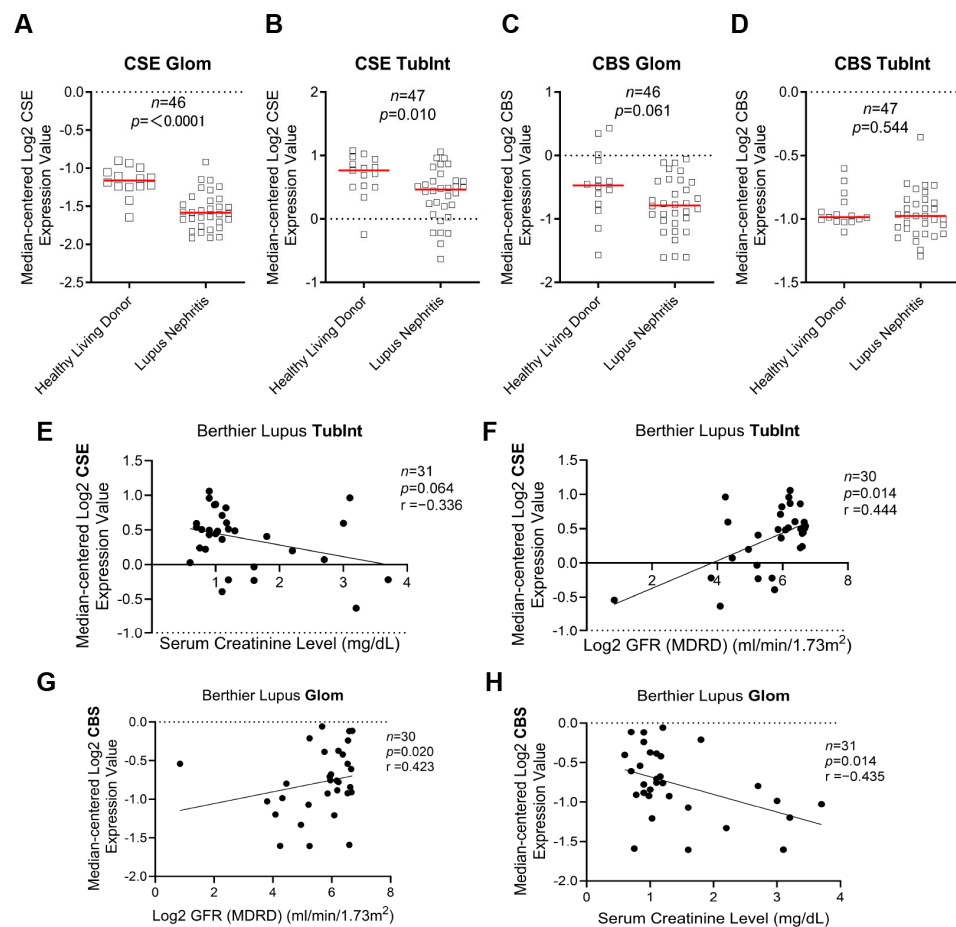 A
CSE Glom
Median-centered Log2 CSE
Expression Value
0.0
-0.5
-1.0
-1.5
-2.0
-2.5
n=46
p=<0.0001
Healthy Living Donor
Lupus Nephritis
B
CSE TubInt
Median-centered Log2 CSE
Expression Value
2
1
0
-1
n=47
p=0.010
Healthy Living Donor
Lupus Nephritis
C
CBS Glom
Median-centered Log2 CBS
Expression Value
1
0
-1
-2
n=46
p=0.061
Healthy Living Donor
Lupus Nephritis
D
CBS TubInt
Median-centered Log2 CBS
Expression Value
0.0
-0.5
-1.0
-1.5
n=47
p=0.544
Healthy Living Donor
Lupus Nephritis
E
Berthier Lupus TubInt
Median-centered Log2 CSE
Expression Value
1.5
1.0
0.5
0.0
-0.5
-1.0
1 2 3 4
n=31
p=0.064
r =−0.336
Serum Creatinine Level (mg/dL)
F
Berthier Lupus TubInt
Median-centered Log2 CSE
Expression Value
1.5
1.0
0.5
0.0
-0.5
-1.0
2 4 6 8
n=30
p=0.014
r =0.444
Log2 GFR (MDRD) (ml/min/1.73m²)
G
Berthier Lupus Glom
Median-centered Log2 CBS
Expression Value
0.0
-0.5
-1.0
-1.5
-2.0
0 2 4 6 8
n=30
p=0.020
r =0.423
Log2 GFR (MDRD) (ml/min/1.73m²)
H
Berthier Lupus Glom
Median-centered Log2 CBS
Expression Value
0.0
-0.5
-1.0
-1.5
-2.0
0 1 2 3 4
n=31
p=0.014
r =−0.435
Serum Creatinine Level (mg/dL)